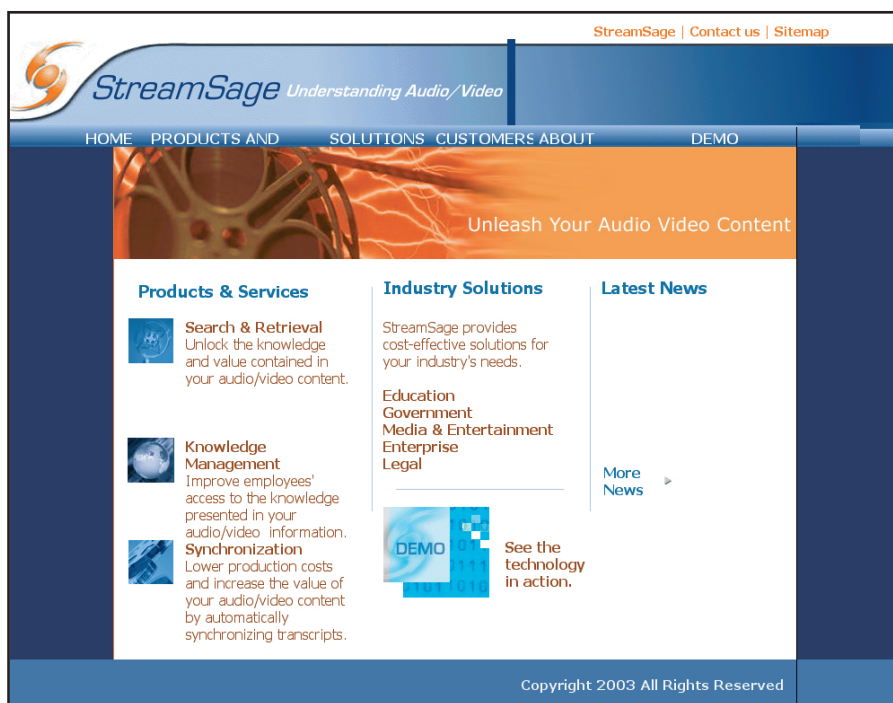 StreamSage | Contact us | Sitemap
StreamSage Understanding Audio/Video
HOME PRODUCTS AND SOLUTIONS CUSTOMERS ABOUT DEMO
Unleash Your Audio Video Content
Products & Services
Search & Retrieval
Unlock the knowledge
and value contained in
your audio/video content.
Knowledge
Management
Improve employees'
access to the knowledge
presented in your
audio/video information.
Synchronization
Lower production costs
and increase the value of
your audio/video content
by automatically
synchronizing transcripts.
Industry Solutions
StreamSage provides
cost-effective solutions for
your industry's needs.
Education
Government
Media & Entertainment
Enterprise
Legal
DEMO
See the
technology
in action.
Latest News
More
News
Copyright 2003 All Rights Reserved